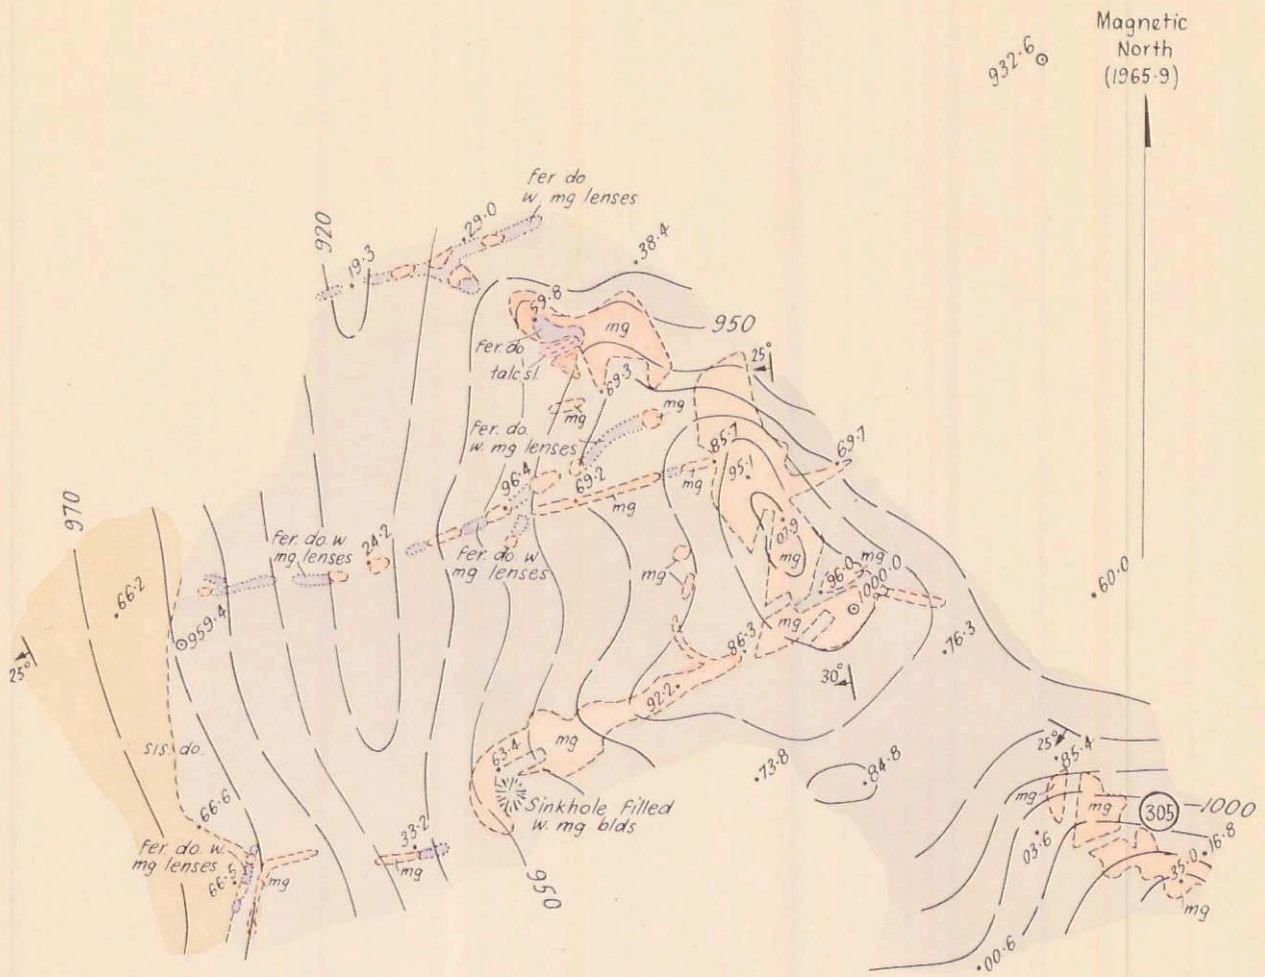 Magnetic
North
(1965·9)
932·6
fer do
w. mg lenses
920
29·0
19·3
38·4
59·8
mg
950
fer. do
talc sl.
69·3
25°
mg
mg
fer. do.
w. mg lenses
85·7
69·7
95·1
mg
96·4
69·2
mg
970
fer. do. w
mg lenses
24·2
fer. do. w
mg lenses
07·9
mg
mg
96·0
mg
1000·0
60·0
66·2
959·4
mg
86·3
76·3
25°
30°
92·2
sls do.
mg
63·4
73·8
84·8
25°
85·4
Sinkhole filled
w. mg blds
mg
mg
305
1000
66·6
33·2
03·6
16·8
fer. do w.
mg lenses
66·5
mg
mg
35·0
mg
950
00·6